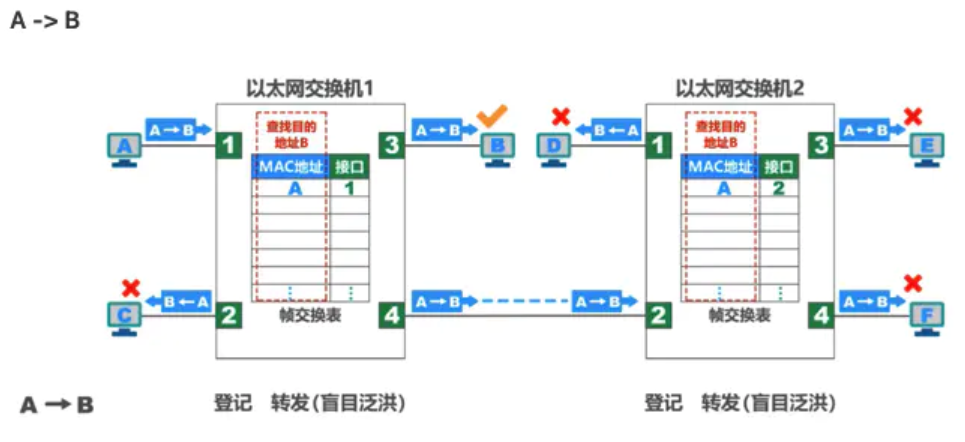 A -> B
以太网交换机1
以太网交换机2
A→B
1
查找目的
地址B
MAC地址 接口
A 1
3
A→B
B
D
B←A
1
查找目的
地址B
MAC地址 接口
A 2
3
A→B
E
A
C
B←A
2
帧交换表
4
A→B
A→B
2
帧交换表
4
A→B
F
A→B
登记 转发(盲目泛洪)
登记 转发(盲目泛洪)